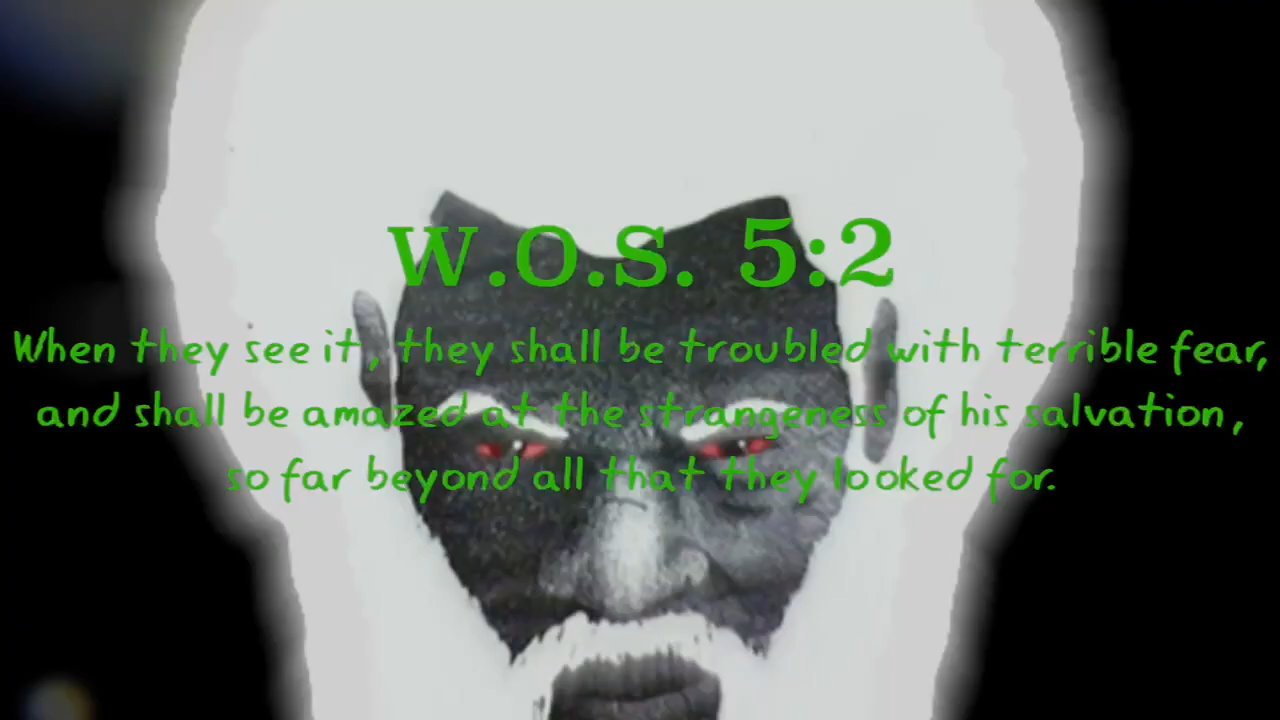 W.O.S. 5:2
When they see it, they shall be troubled with terrible fear,
and shall be amazed at the strangeness of his salvation,
so far beyond all that they looked for.